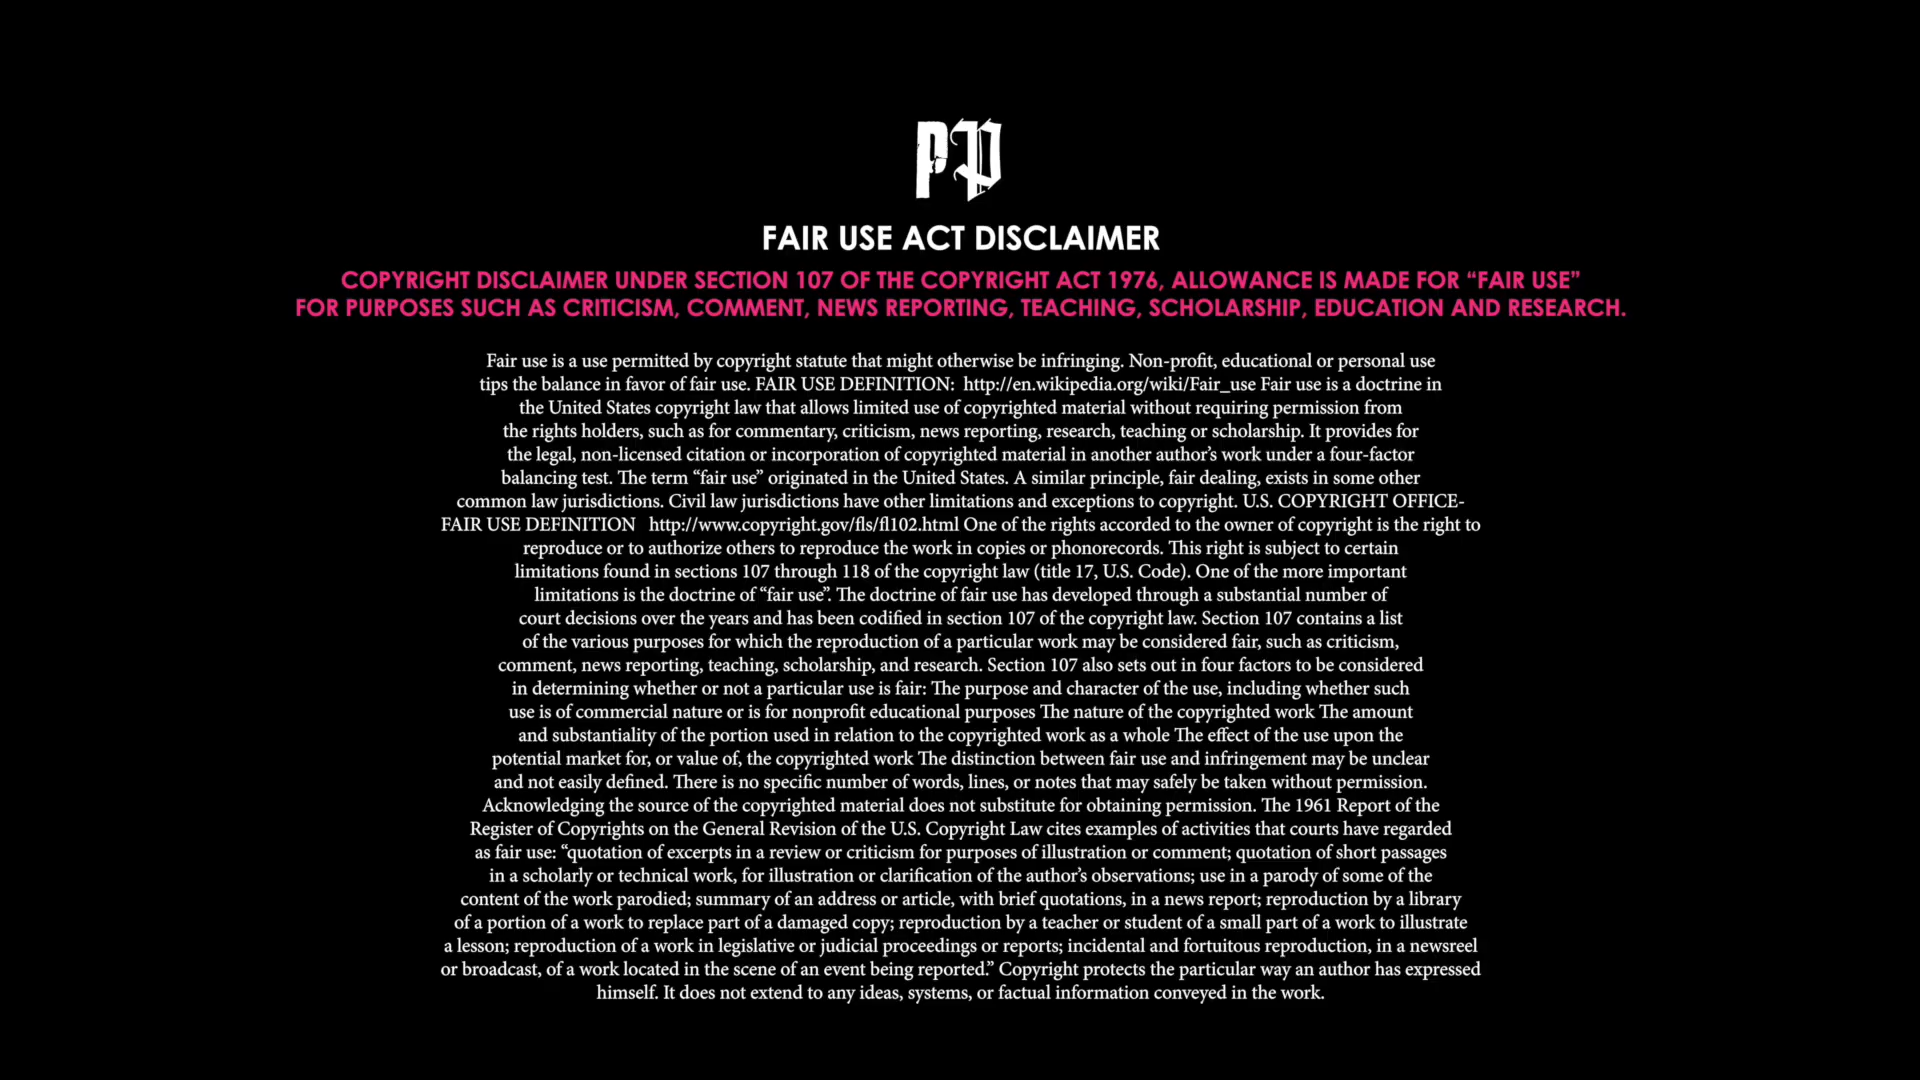 PP
FAIR USE ACT DISCLAIMER
COPYRIGHT DISCLAIMER UNDER SECTION 107 OF THE COPYRIGHT ACT 1976, ALLOWANCE IS MADE FOR “FAIR USE”
FOR PURPOSES SUCH AS CRITICISM, COMMENT, NEWS REPORTING, TEACHING, SCHOLARSHIP, EDUCATION AND RESEARCH.
Fair use is a use permitted by copyright statute that might otherwise be infringing. Non-profit, educational or personal use
tips the balance in favor of fair use. FAIR USE DEFINITION: http://en.wikipedia.org/wiki/Fair_use Fair use is a doctrine in
the United States copyright law that allows limited use of copyrighted material without requiring permission from
the rights holders, such as for commentary, criticism, news reporting, research, teaching or scholarship. It provides for
the legal, non-licensed citation or incorporation of copyrighted material in another author’s work under a four-factor
balancing test. The term “fair use” originated in the United States. A similar principle, fair dealing, exists in some other
common law jurisdictions. Civil law jurisdictions have other limitations and exceptions to copyright. U.S. COPYRIGHT OFFICE-
FAIR USE DEFINITION http://www.copyright.gov/fls/fl102.html One of the rights accorded to the owner of copyright is the right to
reproduce or to authorize others to reproduce the work in copies or phonorecords. This right is subject to certain
limitations found in sections 107 through 118 of the copyright law (title 17, U.S. Code). One of the more important
limitations is the doctrine of “fair use”. The doctrine of fair use has developed through a substantial number of
court decisions over the years and has been codified in section 107 of the copyright law. Section 107 contains a list
of the various purposes for which the reproduction of a particular work may be considered fair, such as criticism,
comment, news reporting, teaching, scholarship, and research. Section 107 also sets out in four factors to be considered
in determining whether or not a particular use is fair: The purpose and character of the use, including whether such
use is of commercial nature or is for nonprofit educational purposes The nature of the copyrighted work The amount
and substantiality of the portion used in relation to the copyrighted work as a whole The effect of the use upon the
potential market for, or value of, the copyrighted work The distinction between fair use and infringement may be unclear
and not easily defined. There is no specific number of words, lines, or notes that may safely be taken without permission.
Acknowledging the source of the copyrighted material does not substitute for obtaining permission. The 1961 Report of the
Register of Copyrights on the General Revision of the U.S. Copyright Law cites examples of activities that courts have regarded
as fair use: “quotation of excerpts in a review or criticism for purposes of illustration or comment; quotation of short passages
in a scholarly or technical work, for illustration or clarification of the author’s observations; use in a parody of some of the
content of the work parodied; summary of an address or article, with brief quotations, in a news report; reproduction by a library
of a portion of a work to replace part of a damaged copy; reproduction by a teacher or student of a small part of a work to illustrate
a lesson; reproduction of a work in legislative or judicial proceedings or reports; incidental and fortuitous reproduction, in a newsreel
or broadcast, of a work located in the scene of an event being reported.” Copyright protects the particular way an author has expressed
himself. It does not extend to any ideas, systems, or factual information conveyed in the work.